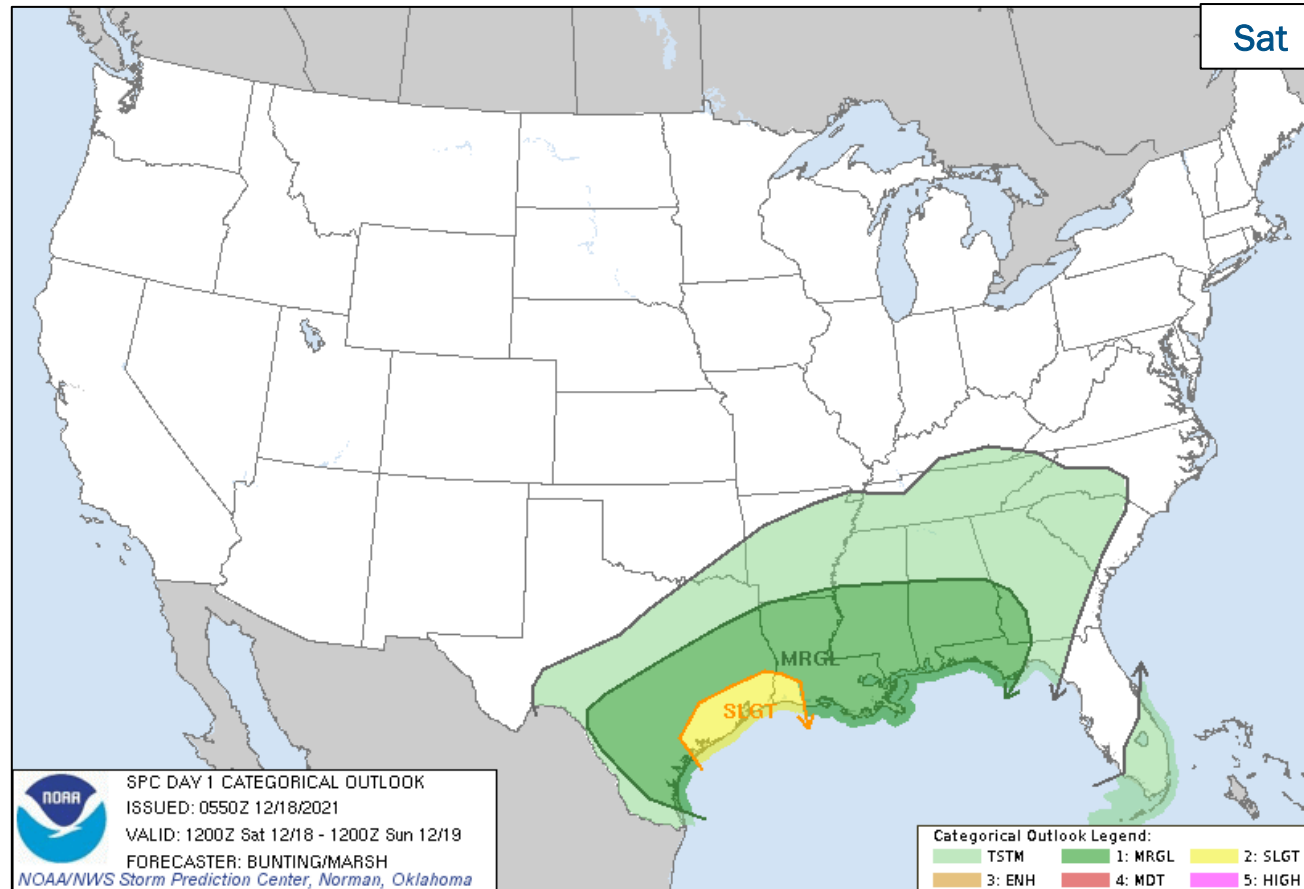 Sat
MRGL
SLGT
NOAA
SPC DAY 1 CATEGORICAL OUTLOOK
ISSUED: 0550Z 12/18/2021
VALID: 1200Z Sat 12/18 - 1200Z Sun 12/19
FORECASTER: BUNTING/MARSH
NOAA/NWS Storm Prediction Center, Norman, Oklahoma
Categorical Outlook Legend:
TSTM 1: MRGL 2: SLGT
3: ENH 4: MDT 5: HIGH